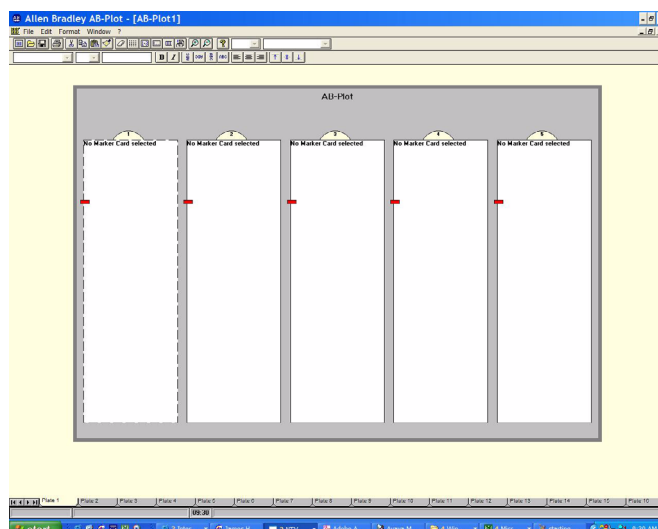 Allen Bradley AB-Plot - [AB-Plot1]
File Edit Format Window ?
AB-Plot
1 2 3 4 5
No Marker Card selected No Marker Card selected No Marker Card selected No Marker Card selected No Marker Card selected
Plate 1 Plate 2 Plate 3 Plate 4 Plate 5 Plate 6 Plate 7 Plate 8 Plate 9 Plate 10 Plate 11 Plate 12 Plate 13 Plate 14 Plate 15 Plate 16
09:30
start